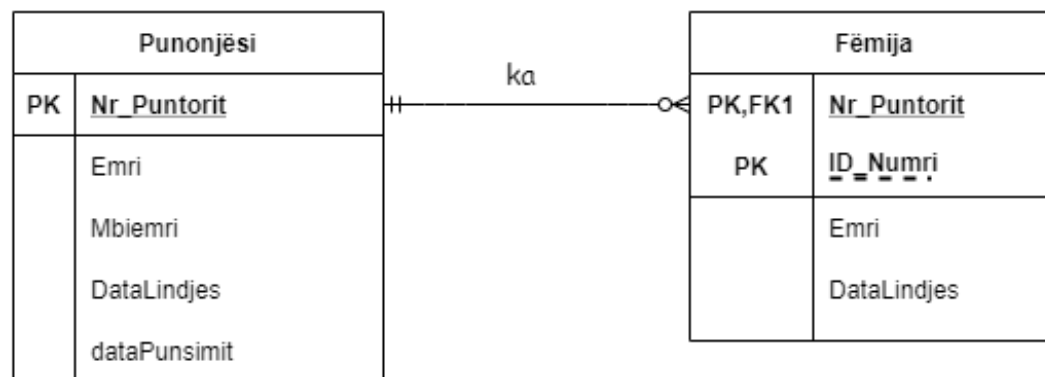 Punonjësi
PK Nr_Puntorit
Emri
Mbiemri
DataLindjes
dataPunsimit
ka
Fëmija
PK,FK1 Nr_Puntorit
PK ID_Numri
Emri
DataLindjes